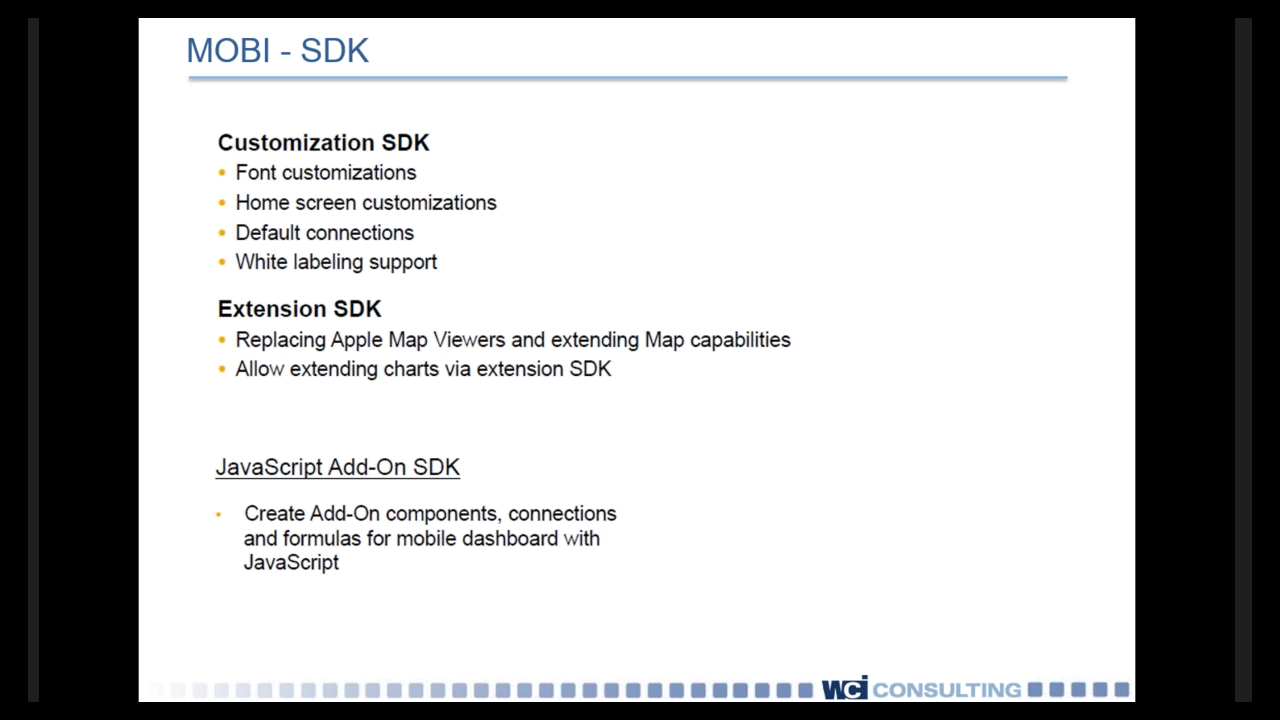 MOBI - SDK
Customization SDK
• Font customizations
• Home screen customizations
• Default connections
• White labeling support
Extension SDK
• Replacing Apple Map Viewers and extending Map capabilities
• Allow extending charts via extension SDK
JavaScript Add-On SDK
• Create Add-On components, connections
and formulas for mobile dashboard with
JavaScript
WCI CONSULTING